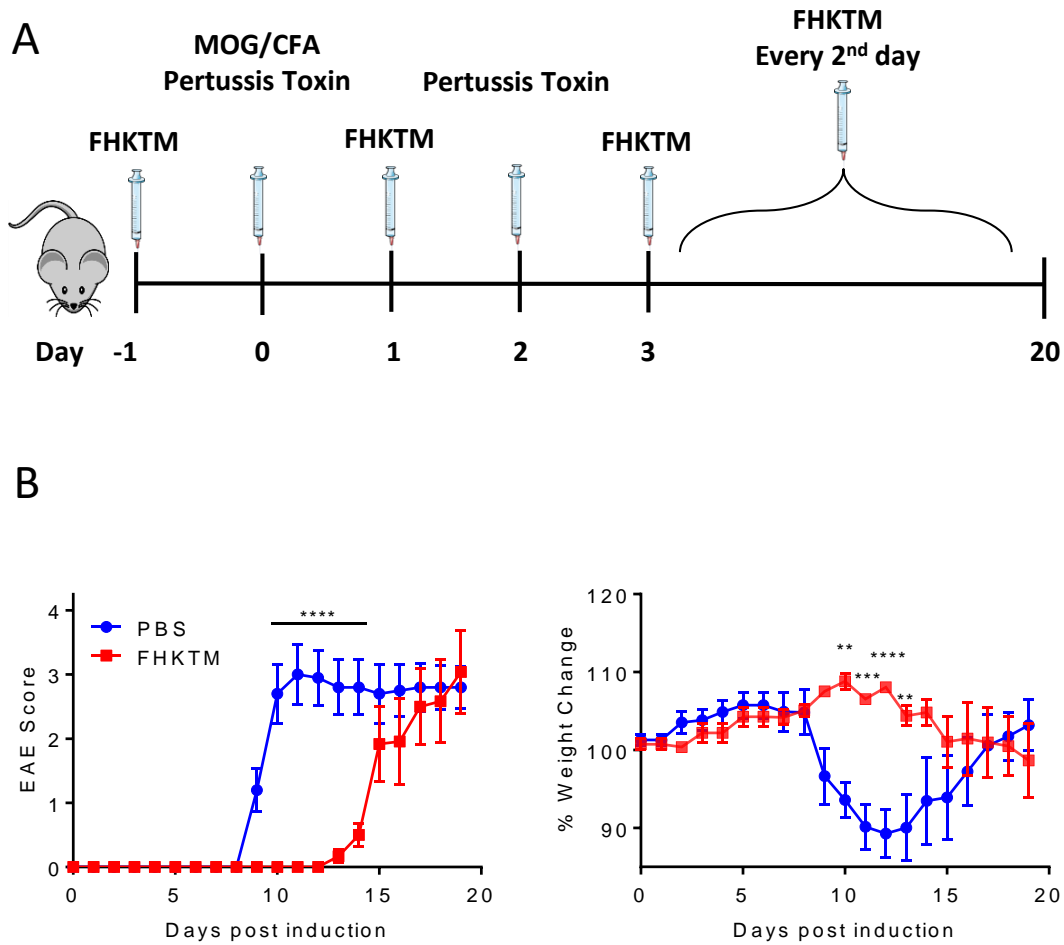 A
MOG/CFA
Pertussis Toxin
Pertussis Toxin
FHKTM
Every 2nd day
FHKTM
FHKTM
FHKTM
Day -1 0 1 2 3 20
B
4
3
2
1
0
EAE Score
PBS
FHKTM
****
0 5 10 15 20
Days post induction
120
110
100
90
% Weight Change
**
***
****
**
0 5 10 15 20
Days post induction